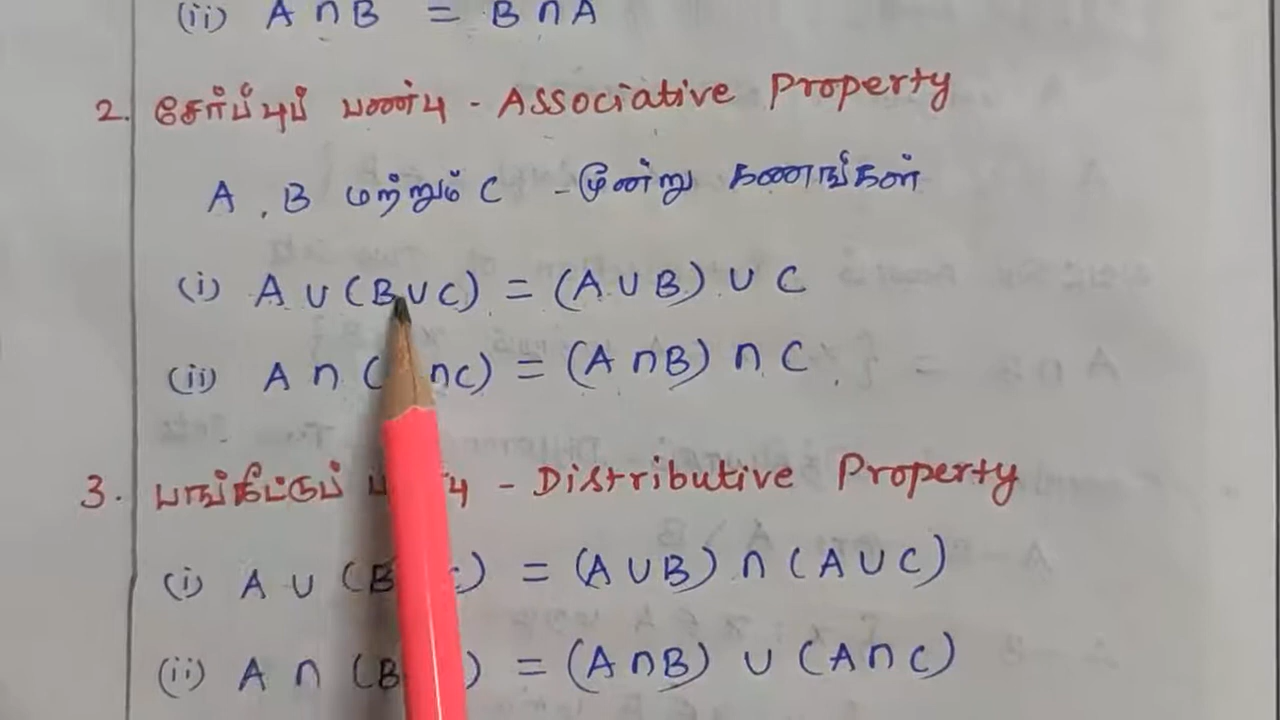 (ii) A ∩ B = B ∩ A
2. சேர்ப்புப் பண்பு - Associative Property
A , B மற்றும் C - மூன்று கணங்கள்
(i) A ∪ (B ∪ C) = (A ∪ B) ∪ C
(ii) A ∩ ( ∩ C) = (A ∩ B) ∩ C
3. பங்கீட்டுப் - Distributive Property
(i) A ∪ (B ) = (A ∪ B) ∩ (A ∪ C)
(ii) A ∩ (B ) = (A ∩ B) ∪ (A ∩ C)